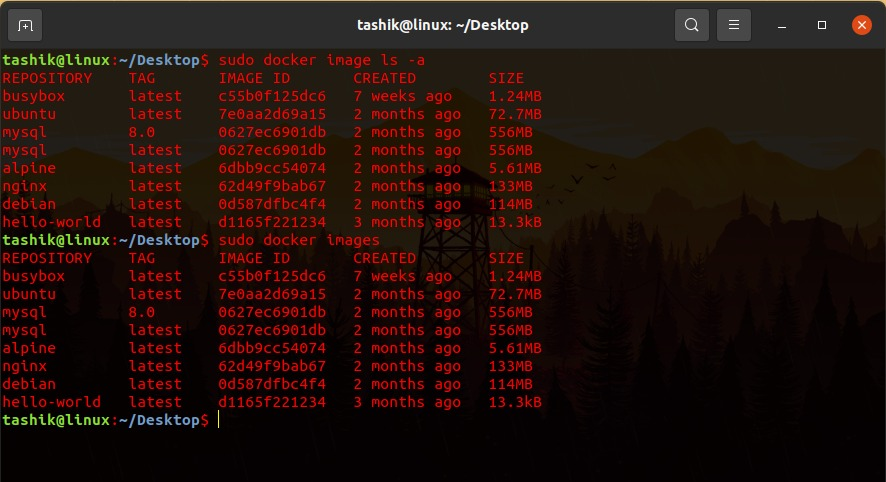 tashik@linux: ~/Desktop
tashik@linux:~/Desktop$ sudo docker image ls -a
REPOSITORY    TAG       IMAGE ID       CREATED        SIZE
busybox       latest    c55b0f125dc6   7 weeks ago    1.24MB
ubuntu        latest    7e0aa2d69a15   2 months ago   72.7MB
mysql         8.0       0627ec6901db   2 months ago   556MB
mysql         latest    0627ec6901db   2 months ago   556MB
alpine        latest    6dbb9cc54074   2 months ago   5.61MB
nginx         latest    62d49f9bab67   2 months ago   133MB
debian        latest    0d587dfbc4f4   2 months ago   114MB
hello-world   latest    d1165f221234   3 months ago   13.3kB
tashik@linux:~/Desktop$ sudo docker images
REPOSITORY    TAG       IMAGE ID       CREATED        SIZE
busybox       latest    c55b0f125dc6   7 weeks ago    1.24MB
ubuntu        latest    7e0aa2d69a15   2 months ago   72.7MB
mysql         8.0       0627ec6901db   2 months ago   556MB
mysql         latest    0627ec6901db   2 months ago   556MB
alpine        latest    6dbb9cc54074   2 months ago   5.61MB
nginx         latest    62d49f9bab67   2 months ago   133MB
debian        latest    0d587dfbc4f4   2 months ago   114MB
hello-world   latest    d1165f221234   3 months ago   13.3kB
tashik@linux:~/Desktop$